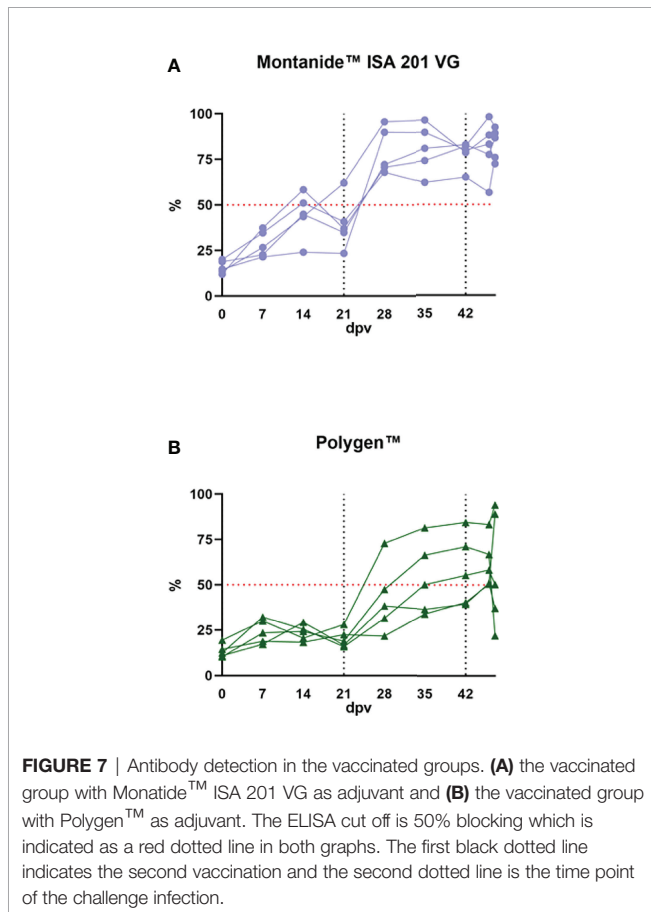 A
Montanide™ ISA 201 VG
100
75
%
50
25
0
0 7 14 21 28 35 42
dpv
B
Polygen™
100
75
%
50
25
0
0 7 14 21 28 35 42
dpv
FIGURE 7 | Antibody detection in the vaccinated groups. (A) the vaccinated
group with Monatide™ ISA 201 VG as adjuvant and (B) the vaccinated group
with Polygen™ as adjuvant. The ELISA cut off is 50% blocking which is
indicated as a red dotted line in both graphs. The first black dotted line
indicates the second vaccination and the second dotted line is the time point
of the challenge infection.